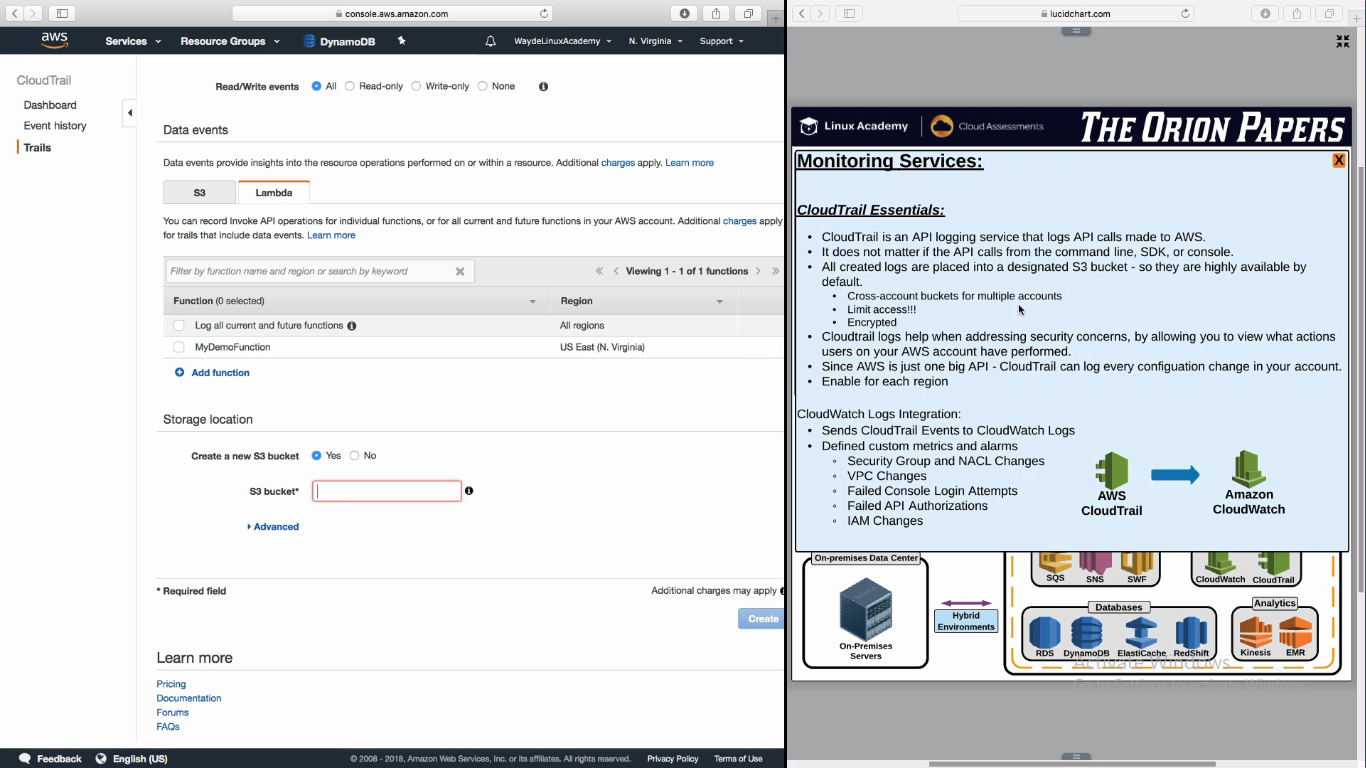 console.aws.amazon.com
aws
Services
Resource Groups
DynamoDB
WaydeLinuxAcademy
N. Virginia
Support
CloudTrail
Dashboard
Event history
Trails
Read/Write events
All
Read-only
Write-only
None
Data events
Data events provide insights into the resource operations performed on or within a resource. Additional charges apply. Learn more
S3
Lambda
You can record Invoke API operations for individual functions, or for all current and future functions in your AWS account. Additional charges apply
for trails that include data events. Learn more
Filter by function name and region or search by keyword
Viewing 1 - 1 of 1 functions
Function (0 selected)
Region
Log all current and future functions
All regions
MyDemoFunction
US East (N. Virginia)
Add function
Storage location
Create a new S3 bucket
Yes
No
S3 bucket*
Advanced
* Required field
Additional charges may apply
Create
Learn more
Pricing
Documentation
Forums
FAQs
Feedback
English (US)
© 2008 - 2018, Amazon Web Services, Inc. or its affiliates. All rights reserved.
Privacy Policy
Terms of Use
lucidchart.com
Linux Academy
Cloud Assessments
THE ORION PAPERS
Monitoring Services:
X
CloudTrail Essentials:
• CloudTrail is an API logging service that logs API calls made to AWS.
• It does not matter if the API calls from the command line, SDK, or console.
• All created logs are placed into a designated S3 bucket - so they are highly available by
default.
• Cross-account buckets for multiple accounts
• Limit access!!!
• Encrypted
• Cloudtrail logs help when addressing security concerns, by allowing you to view what actions
users on your AWS account have performed.
• Since AWS is just one big API - CloudTrail can log every configuation change in your account.
• Enable for each region
CloudWatch Logs Integration:
• Sends CloudTrail Events to CloudWatch Logs
• Defined custom metrics and alarms
◦ Security Group and NACL Changes
◦ VPC Changes
◦ Failed Console Login Attempts
◦ Failed API Authorizations
◦ IAM Changes
AWS
CloudTrail
Amazon
CloudWatch
On-premises Data Center
SQS
SNS
SWF
CloudWatch
CloudTrail
On-Premises
Servers
Hybrid
Environments
Databases
RDS
DynamoDB
ElastiCache
RedShift
Analytics
Kinesis
EMR
Activate Windows
Go to Settings to activate Windows.